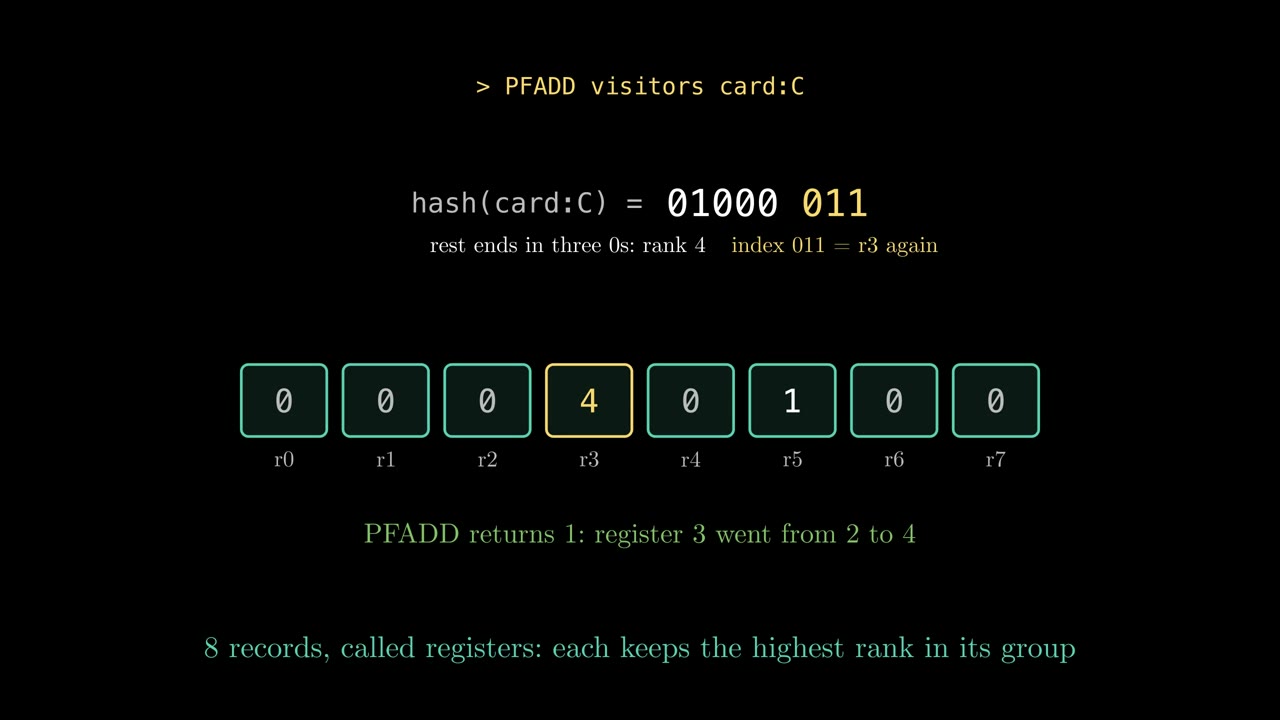 > PFADD visitors card:C
hash(card:C) = 01000 011
rest ends in three 0s: rank 4 index 011 = r3 again
0 0 0 4 0 1 0 0
r0 r1 r2 r3 r4 r5 r6 r7
PFADD returns 1: register 3 went from 2 to 4
8 records, called registers: each keeps the highest rank in its group